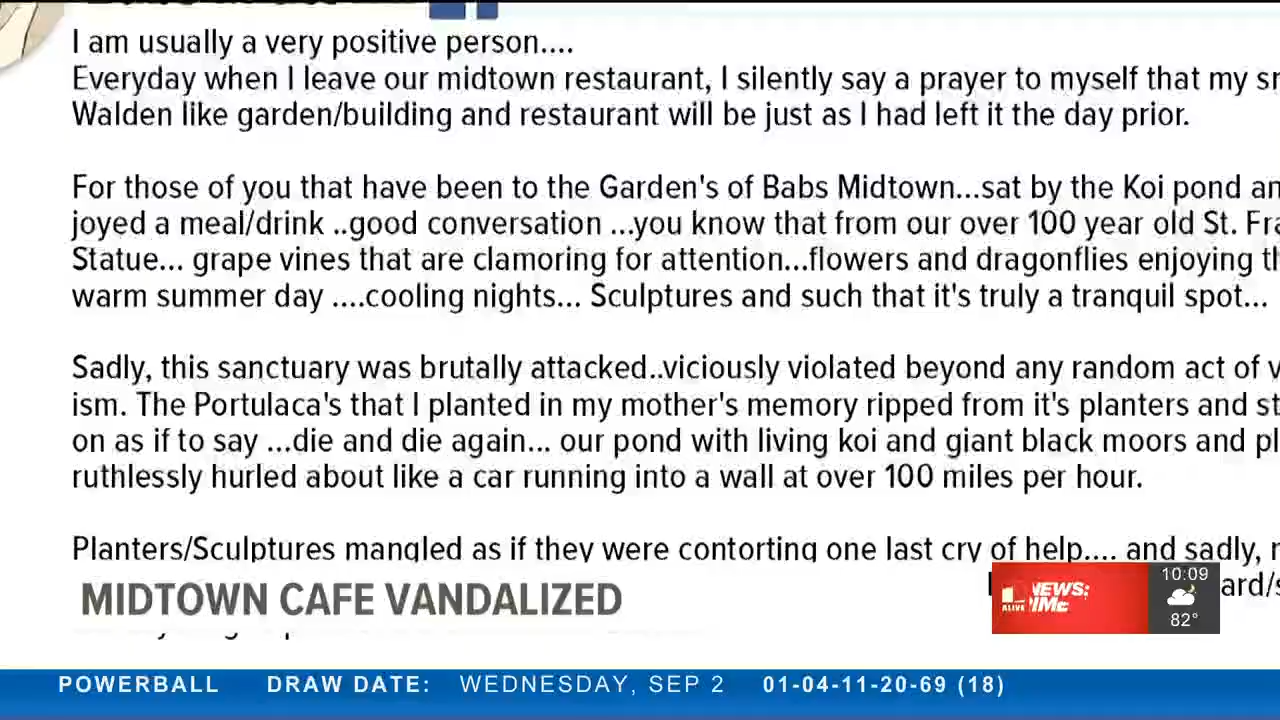 I am usually a very positive person....
Everyday when I leave our midtown restaurant, I silently say a prayer to myself that my
Walden like garden/building and restaurant will be just as I had left it the day prior.
For those of you that have been to the Garden's of Babs Midtown...sat by the Koi pond
joyed a meal/drink ..good conversation ...you know that from our over 100 year old St.
Statue... grape vines that are clamoring for attention...flowers and dragonflies enjoying
warm summer day ....cooling nights... Sculptures and such that it's truly a tranquil spot...
Sadly, this sanctuary was brutally attacked..viciously violated beyond any random act of
ism. The Portulaca's that I planted in my mother's memory ripped from it's planters and
on as if to say ...die and die again... our pond with living koi and giant black moors and
ruthlessly hurled about like a car running into a wall at over 100 miles per hour.
Planters/Sculptures mangled as if they were contorting one last cry of help.... and sadly,
MIDTOWN CAFE VANDALIZED
ALIVE NEWS:
10:09
82°
POWERBALL DRAW DATE: WEDNESDAY, SEP 2 01-04-11-20-69 (18)